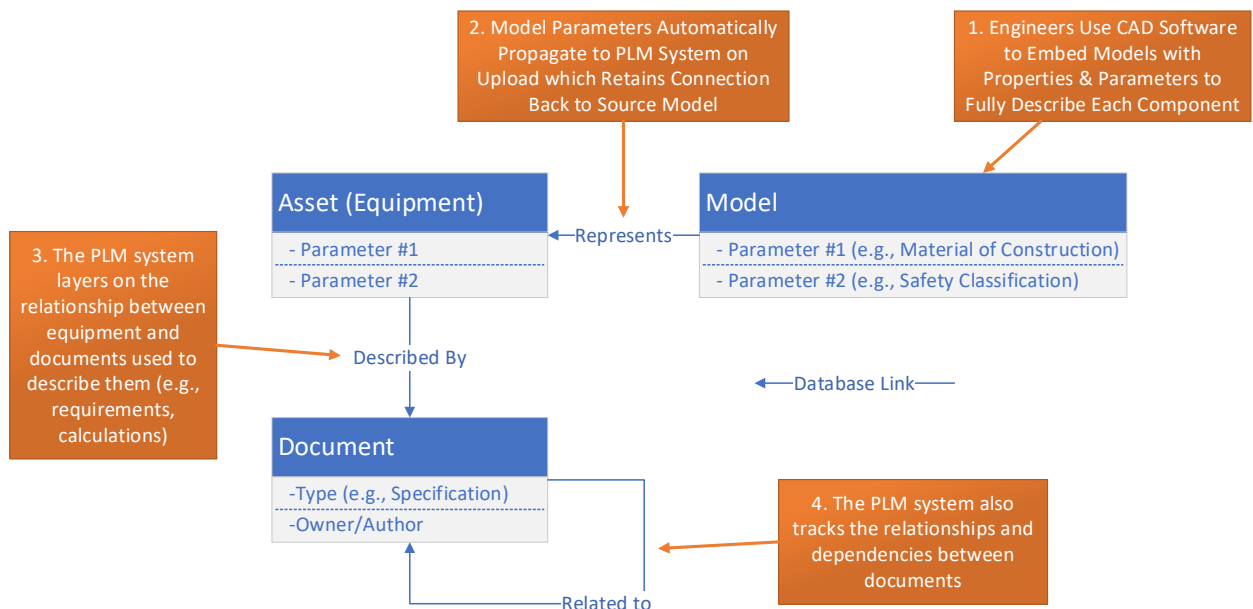 2. Model Parameters Automatically
Propagate to PLM System on
Upload which Retains Connection
Back to Source Model
1. Engineers Use CAD Software
to Embed Models with
Properties & Parameters to
Fully Describe Each Component
Asset (Equipment)
- Parameter #1
- Parameter #2
Represents
Model
- Parameter #1 (e.g., Material of Construction)
- Parameter #2 (e.g., Safety Classification)
3. The PLM system
layers on the
relationship between
equipment and
documents used to
describe them (e.g.,
requirements,
calculations)
Described By
Database Link
Document
-Type (e.g., Specification)
-Owner/Author
4. The PLM system also
tracks the relationships and
dependencies between
documents
Related to